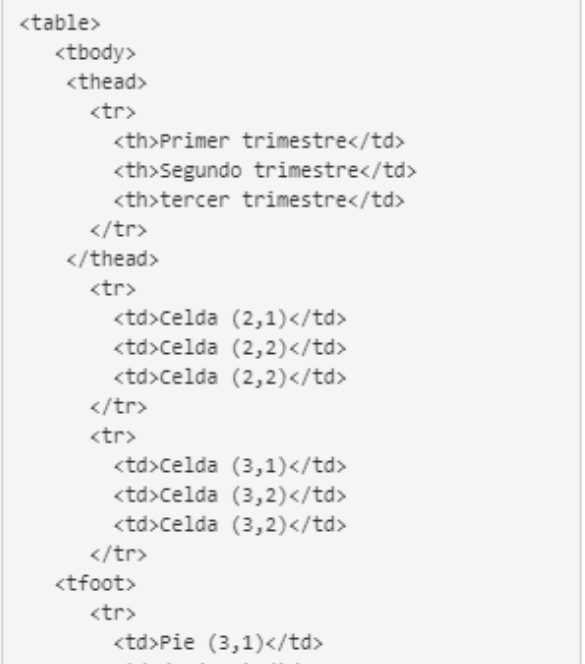 <table>
<tbody>
<thead>
<tr>
<th>Primer trimestre</td>
<th>Segundo trimestre</td>
<th>tercer trimestre</td>
</tr>
</thead>
<tr>
<td>Celda (2,1)</td>
<td>Celda (2,2)</td>
<td>Celda (2,2)</td>
</tr>
<tr>
<td>Celda (3,1)</td>
<td>Celda (3,2)</td>
<td>Celda (3,2)</td>
</tr>
<tfoot>
<tr>
<td>Pie (3,1)</td>